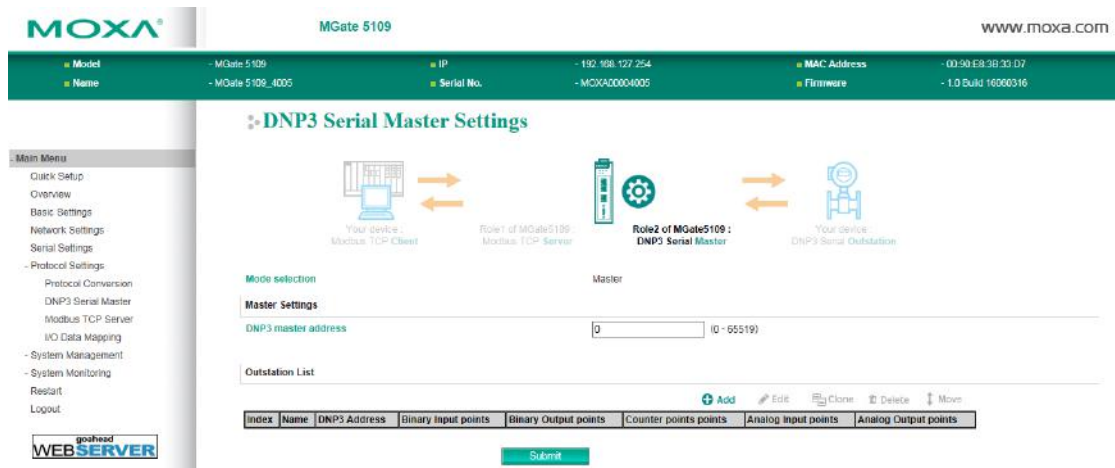 MOXA®
MGate 5109
www.moxa.com
Model - MGate 5109 IP - 192.168.127.254 MAC Address - 00:90:E8:3B:33:D7
Name - MGate 5109_4005 Serial No. - MOXA00004005 Firmware - 1.0 Build 16060316
DNP3 Serial Master Settings
- Main Menu
Quick Setup
Overview
Basic Settings
Network Settings
Serial Settings
- Protocol Settings
Protocol Conversion
DNP3 Serial Master
Modbus TCP Server
I/O Data Mapping
- System Management
- System Monitoring
Restart
Logout
goahead
WEBSERVER
Your device :
Modbus TCP Client
Role1 of MGate5109 :
Modbus TCP Server
Role2 of MGate5109 :
DNP3 Serial Master
Your device :
DNP3 Serial Outstation
Mode selection Master
Master Settings
DNP3 master address 0 (0 - 65519)
Outstation List
Add Edit Clone Delete Move
Index Name DNP3 Address Binary Input points Binary Output points Counter points points Analog Input points Analog Output points
Submit